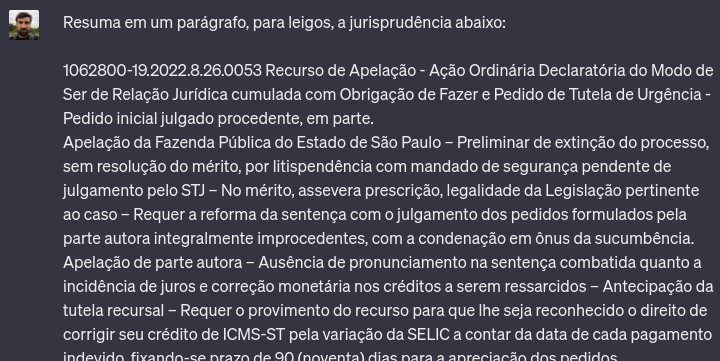 Resuma em um parágrafo, para leigos, a jurisprudência abaixo:
1062800-19.2022.8.26.0053 Recurso de Apelação - Ação Ordinária Declaratória do Modo de
Ser de Relação Jurídica cumulada com Obrigação de Fazer e Pedido de Tutela de Urgência -
Pedido inicial julgado procedente, em parte.
Apelação da Fazenda Pública do Estado de São Paulo – Preliminar de extinção do processo,
sem resolução do mérito, por litispendência com mandado de segurança pendente de
julgamento pelo STJ – No mérito, assevera prescrição, legalidade da Legislação pertinente
ao caso – Requer a reforma da sentença com o julgamento dos pedidos formulados pela
parte autora integralmente improcedentes, com a condenação em ônus da sucumbência.
Apelação de parte autora – Ausência de pronunciamento na sentença combatida quanto a
incidência de juros e correção monetária nos créditos a serem ressarcidos – Antecipação da
tutela recursal – Requer o provimento do recurso para que lhe seja reconhecido o direito de
corrigir seu crédito de ICMS-ST pela variação da SELIC a contar da data de cada pagamento
indevido, fixando-se prazo de 90 (noventa) dias para a apreciação dos pedidos